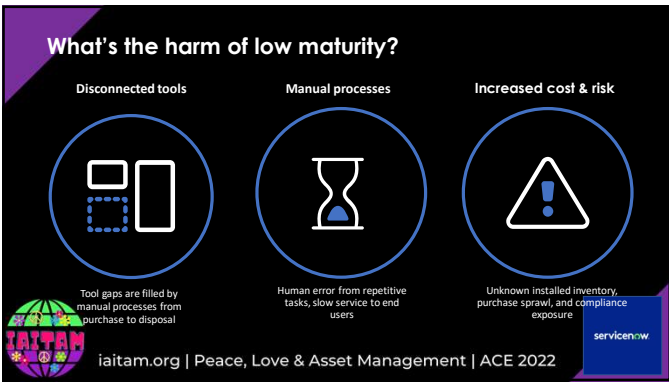 What's the harm of low maturity?
Disconnected tools
Manual processes
Increased cost & risk
Tool gaps are filled by
manual processes from
purchase to disposal
Human error from repetitive
tasks, slow service to end
users
Unknown installed inventory,
purchase sprawl, and compliance
exposure
IAITAM
servicenow.
iaitam.org | Peace, Love & Asset Management | ACE 2022